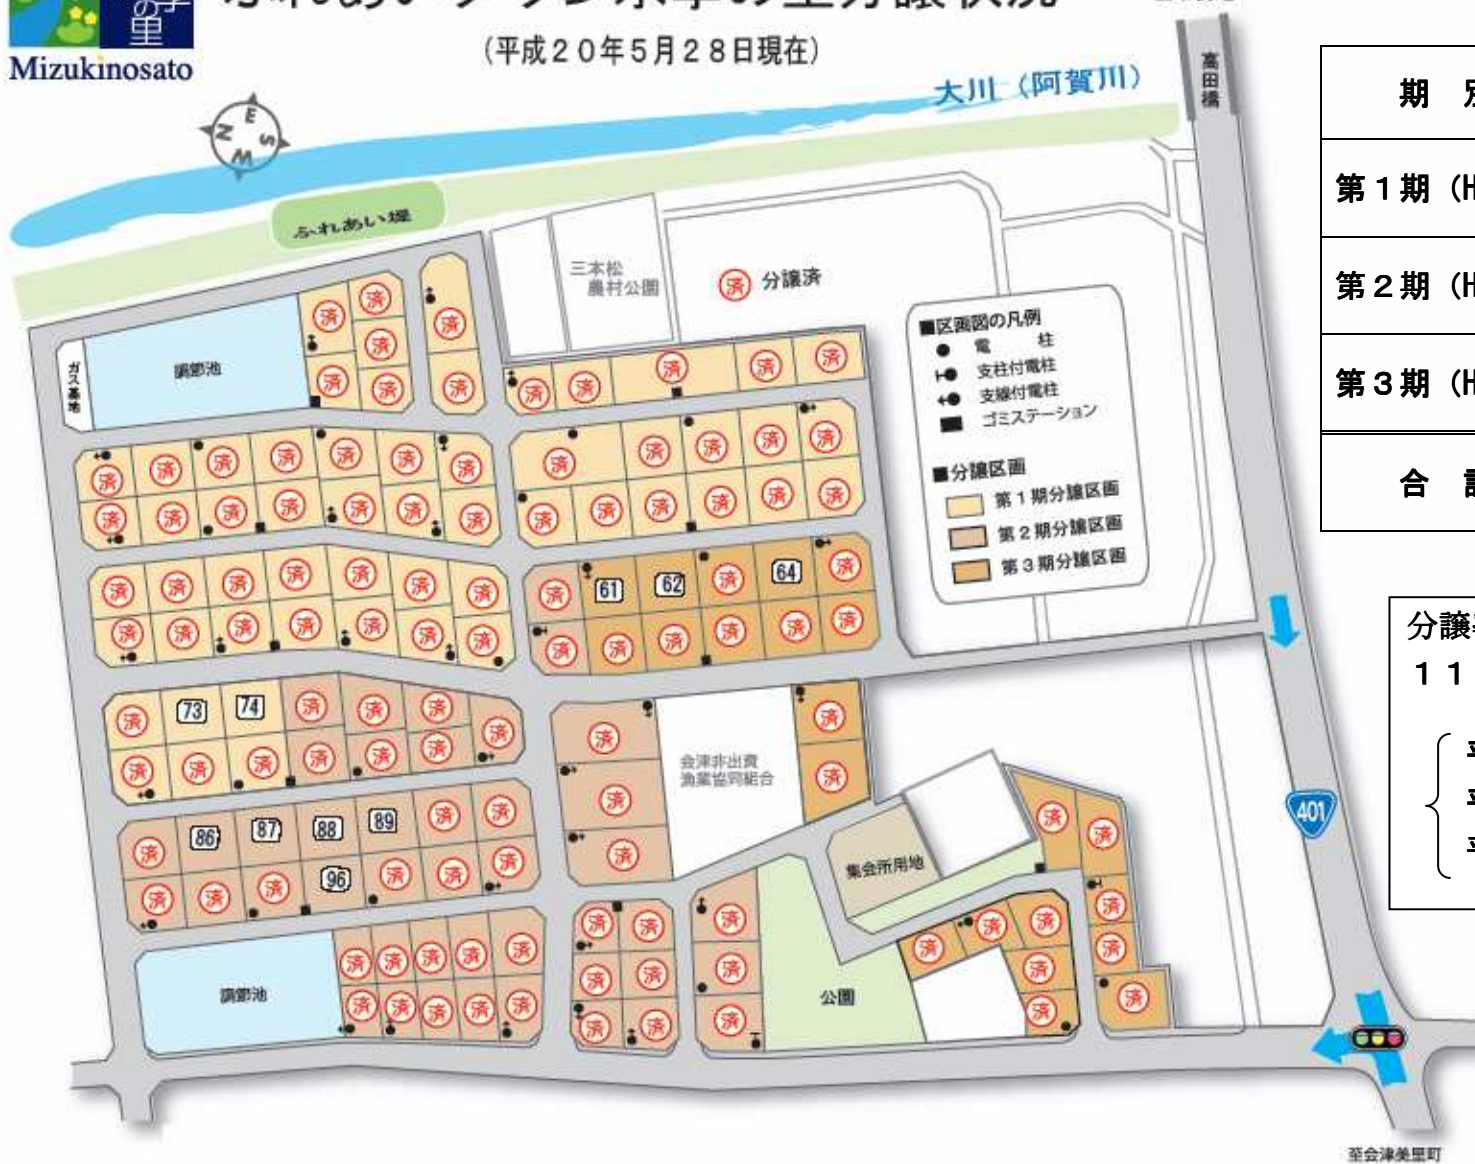 の里
Mizukinosato
(平成２０年５月２８日現在)
大川 (阿賀川)
高田橋
N
E
S
W
ふれあい堤
三本松
農村公園
済 分譲済
■区画図の凡例
電 柱
支柱付電柱
支線付電柱
ゴミステーション
■分譲区画
第１期分譲区画
第２期分譲区画
第３期分譲区画
ガス基地
調節池
61
62
64
73
74
会津非出資
漁業協同組合
86
87
88
89
96
集会所用地
公園
調節池
401
至会津美里町
期
第１期 (H
第２期 (H
第３期 (H
合
分譲
１１